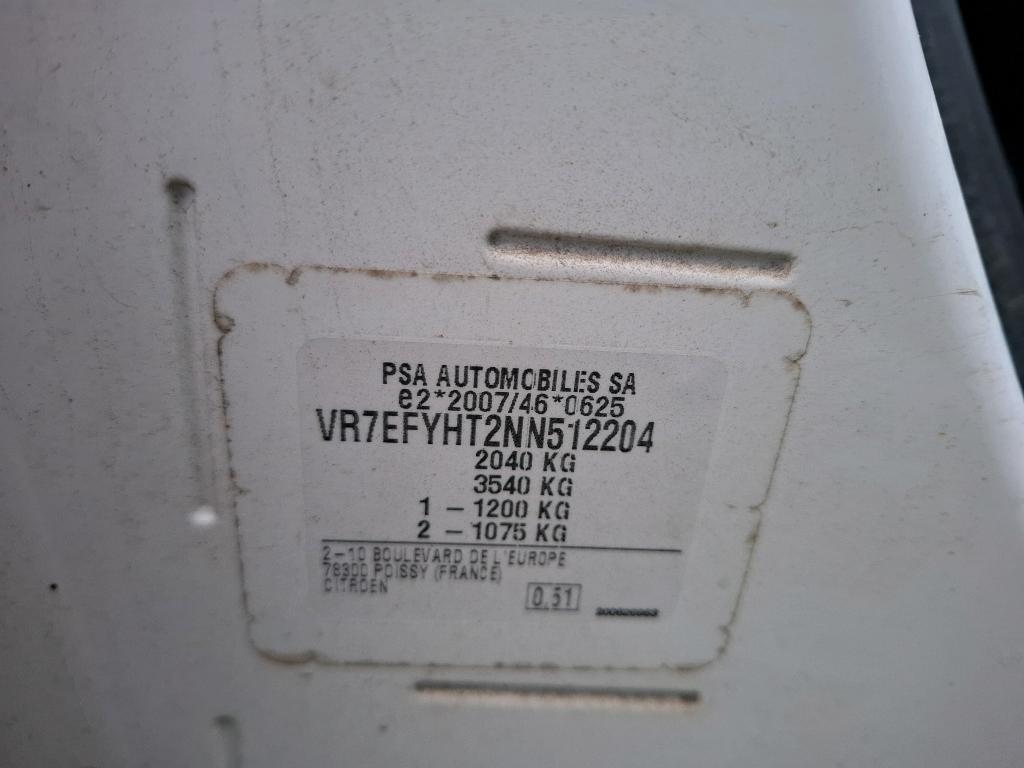 PSA AUTOMOBILES SA
e2*2007/46*0625
VR7EFYHT2NN512204
2040 KG
3540 KG
1 - 1200 KG
2 - 1075 KG
2-10 BOULEVARD DE L'EUROPE
78300 POISSY (FRANCE)
CITROEN
0.51